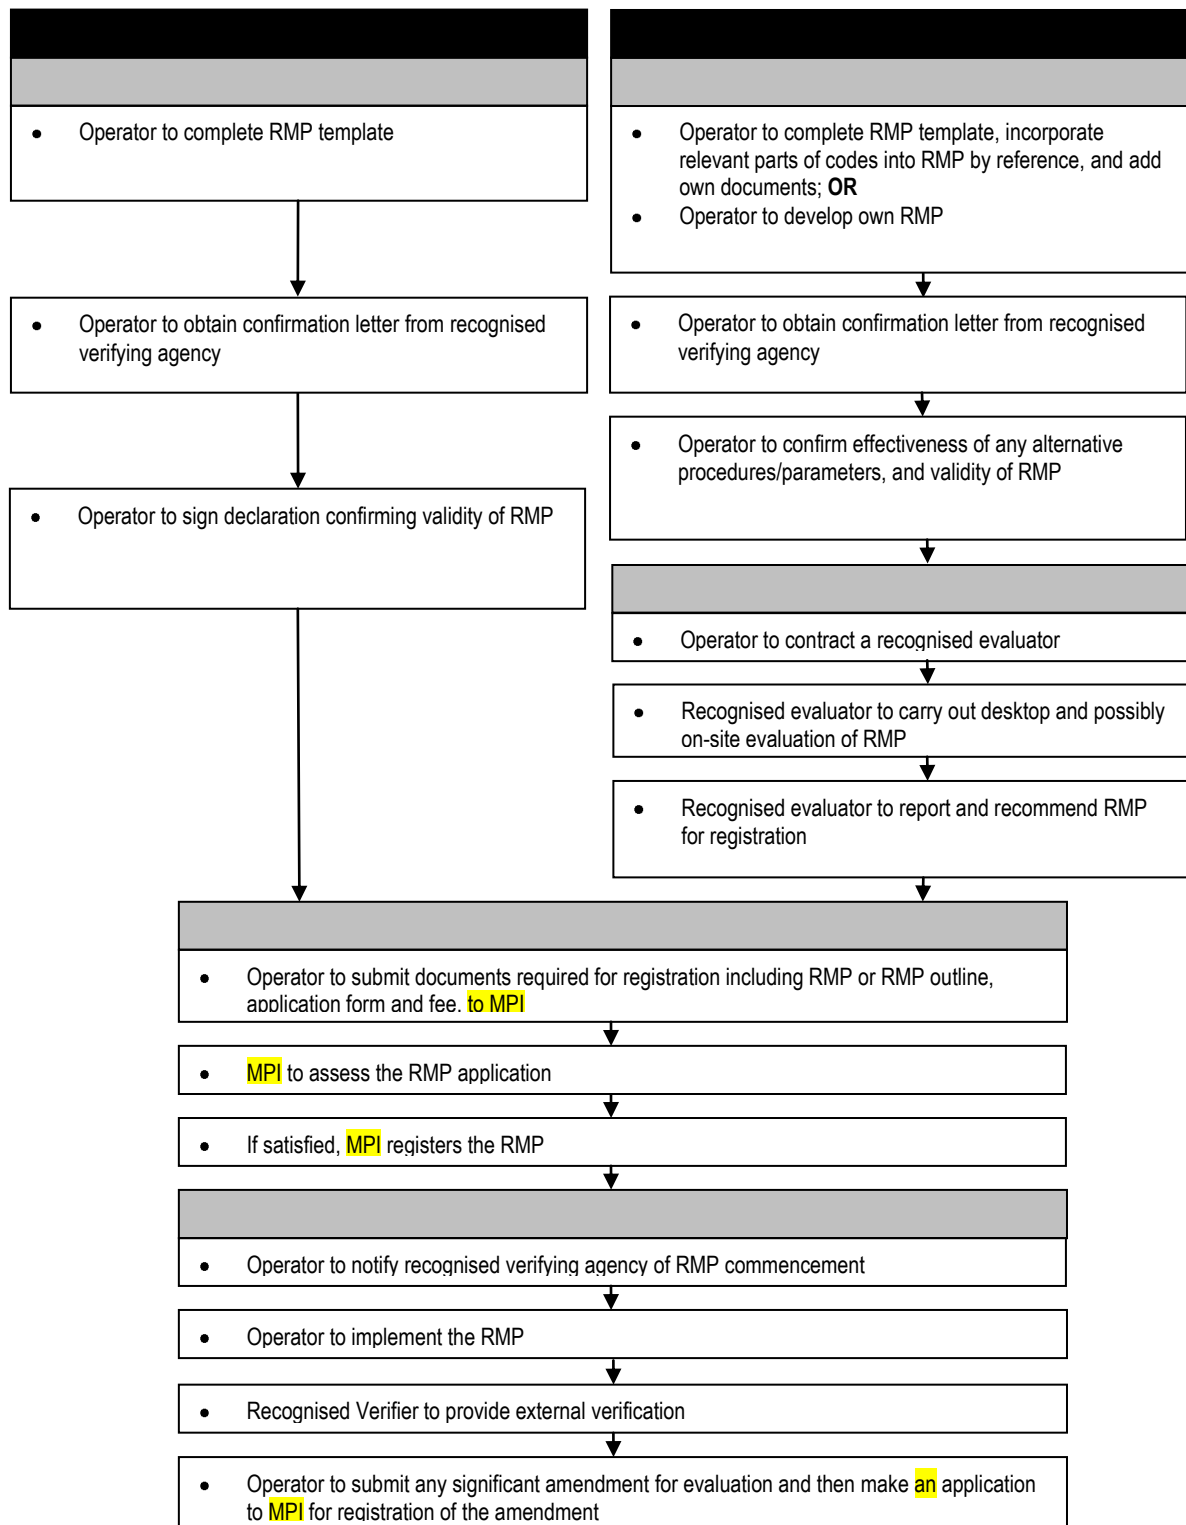 • Operator to complete RMP template
• Operator to obtain confirmation letter from recognised
verifying agency
• Operator to sign declaration confirming validity of RMP
• Operator to complete RMP template, incorporate
relevant parts of codes into RMP by reference, and add
own documents; OR
• Operator to develop own RMP
• Operator to obtain confirmation letter from recognised
verifying agency
• Operator to confirm effectiveness of any alternative
procedures/parameters, and validity of RMP
• Operator to contract a recognised evaluator
• Recognised evaluator to carry out desktop and possibly
on-site evaluation of RMP
• Recognised evaluator to report and recommend RMP
for registration
• Operator to submit documents required for registration including RMP or RMP outline,
application form and fee, to MPI
• MPI to assess the RMP application
• If satisfied, MPI registers the RMP
• Operator to notify recognised verifying agency of RMP commencement
• Operator to implement the RMP
• Recognised Verifier to provide external verification
• Operator to submit any significant amendment for evaluation and then make an application
to MPI for registration of the amendment